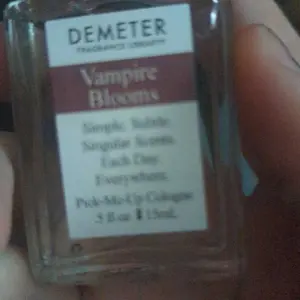 DEMETER
FRAGRANCE LIBRARY
Vampire
Blooms
Simple. Subtle.
Singular Scents.
Each Day.
Everywhere.
Pick-Me-Up Cologne
.5 fl oz 15mL